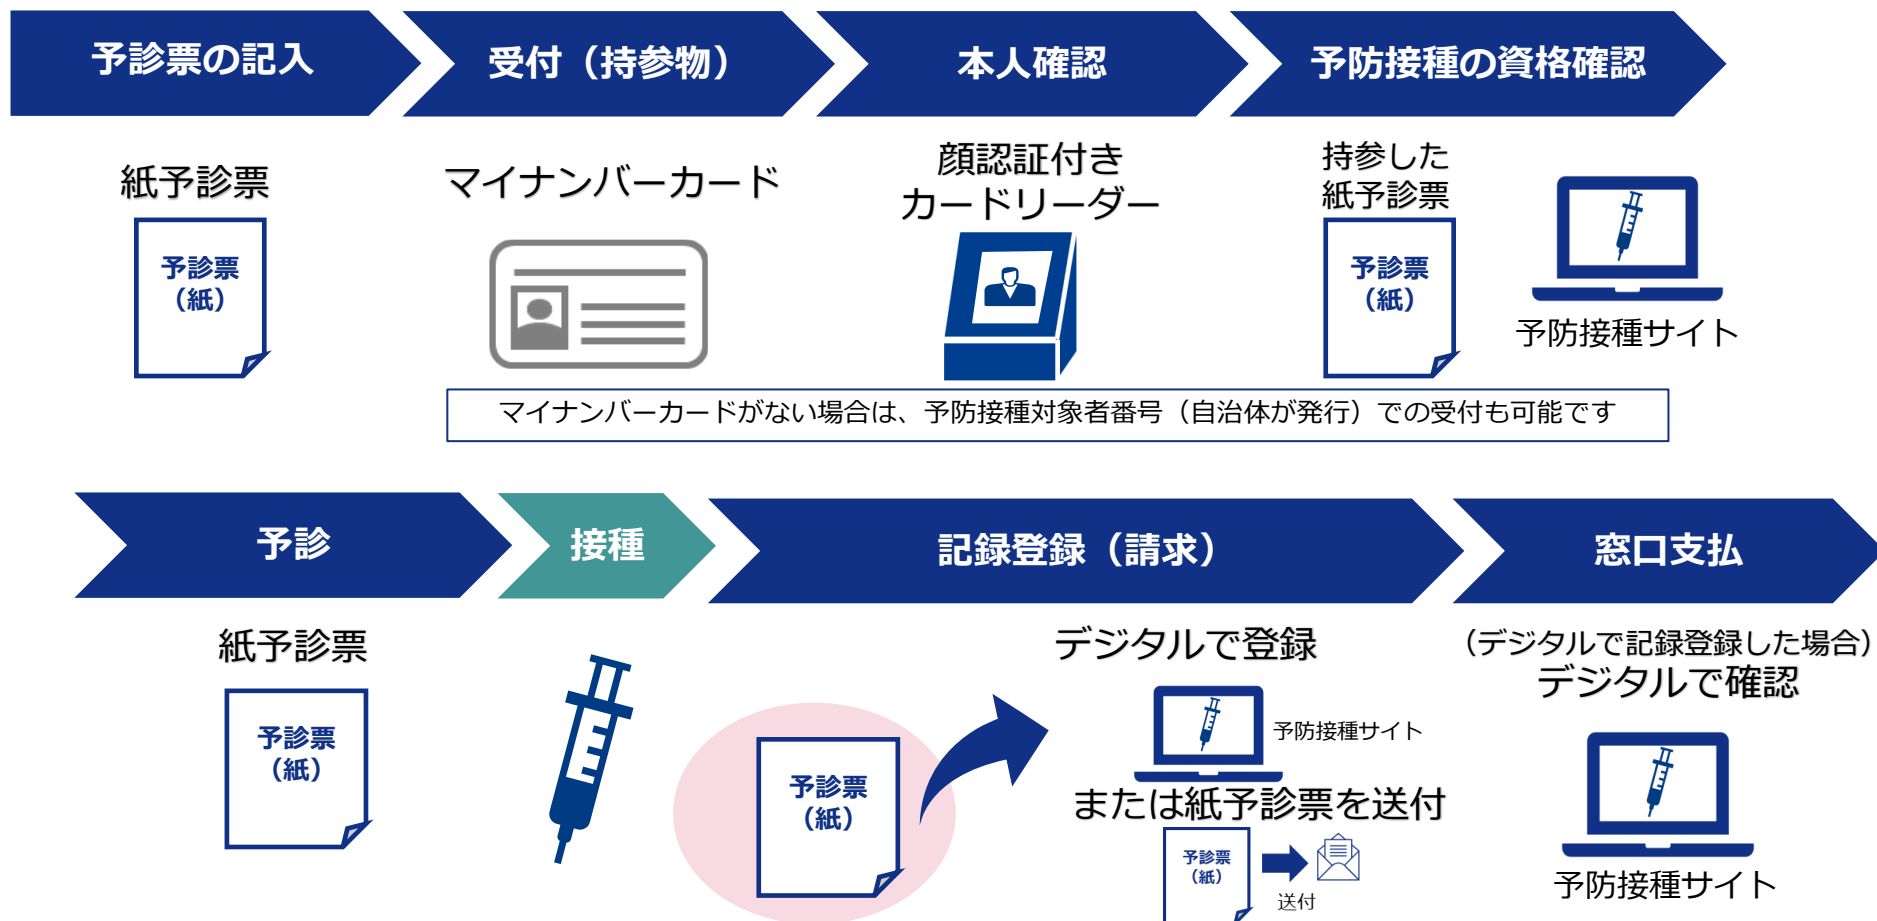 予診票の記入
受付（持参物）
本人確認
予防接種の資格確認
紙予診票
予診票
（紙）
マイナンバーカード
顔認証付き
カードリーダー
持参した
紙予診票
予診票
（紙）
予防接種サイト
マイナンバーカードがない場合は、予防接種対象者番号（自治体が発行）での受付も可能です
予診
接種
記録登録（請求）
窓口支払
紙予診票
予診票
（紙）
予診票
（紙）
デジタルで登録
予防接種サイト
または紙予診票を送付
予診票
（紙）
送付
（デジタルで記録登録した場合）
デジタルで確認
予防接種サイト